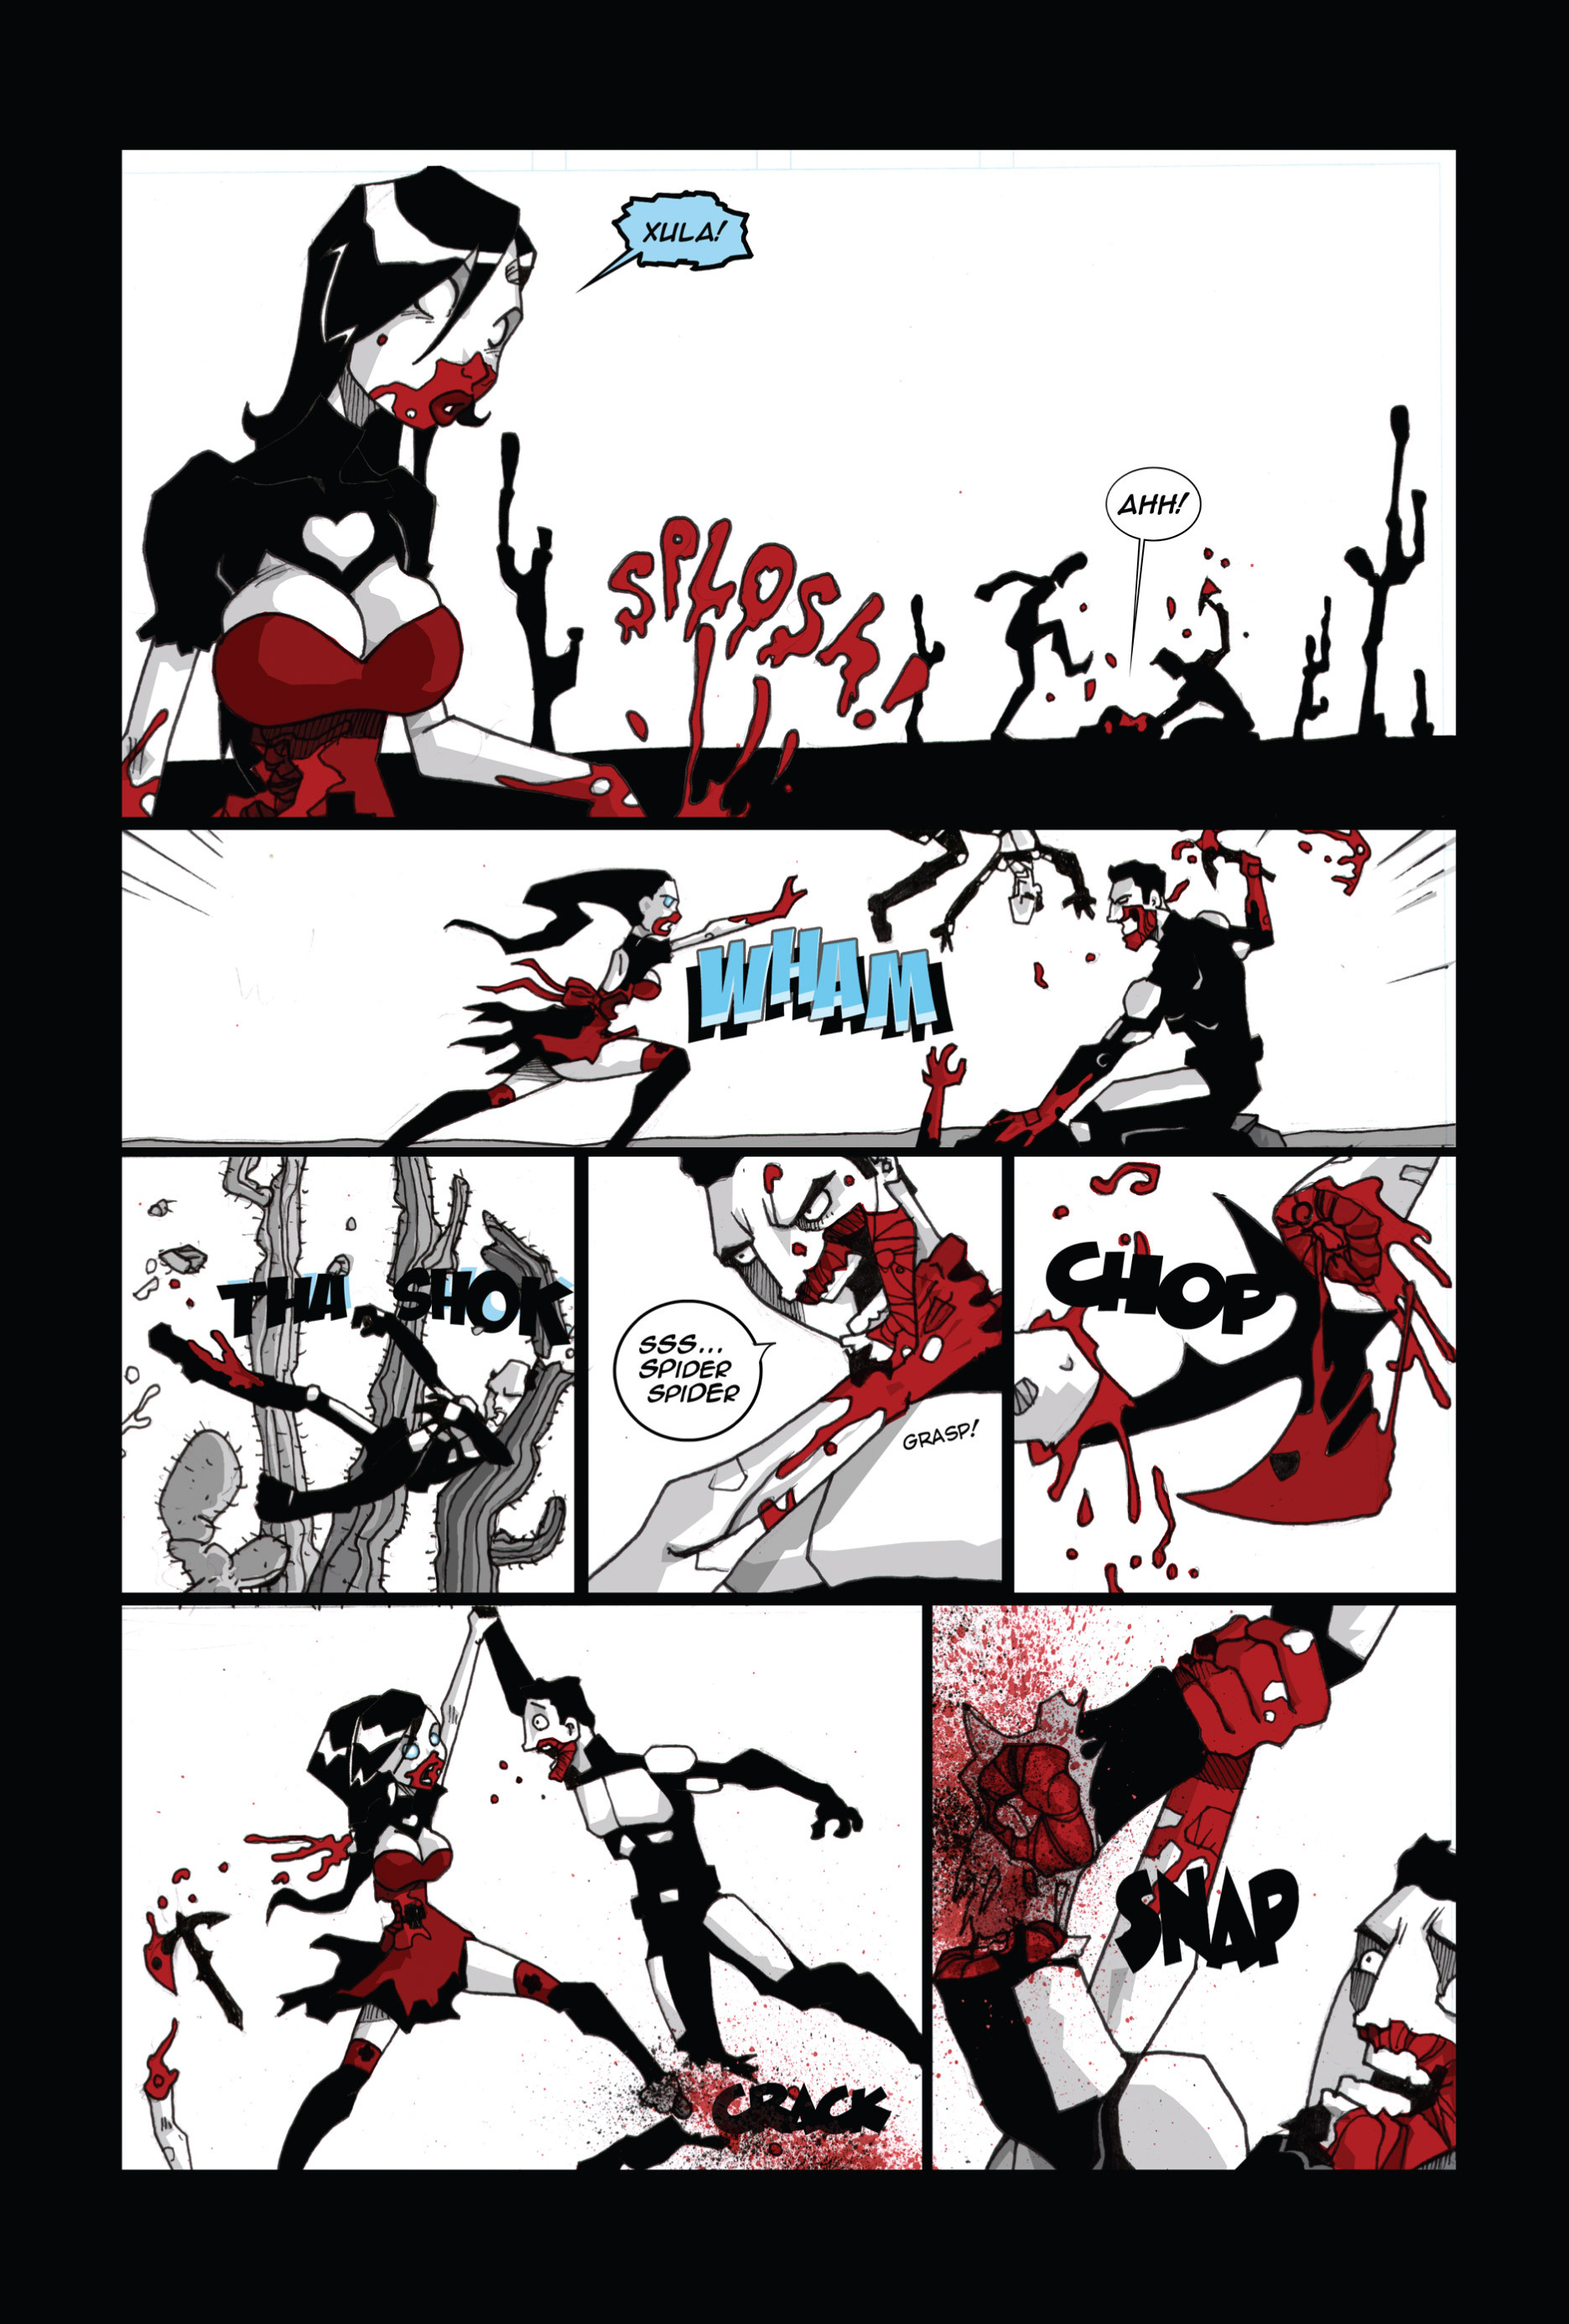 XULA!
SPLOSH
AHH!
WHAM
THA. SHOK
SSS...
SPIDER
SPIDER
GRASP!
CHOP
CRACK
SNAP